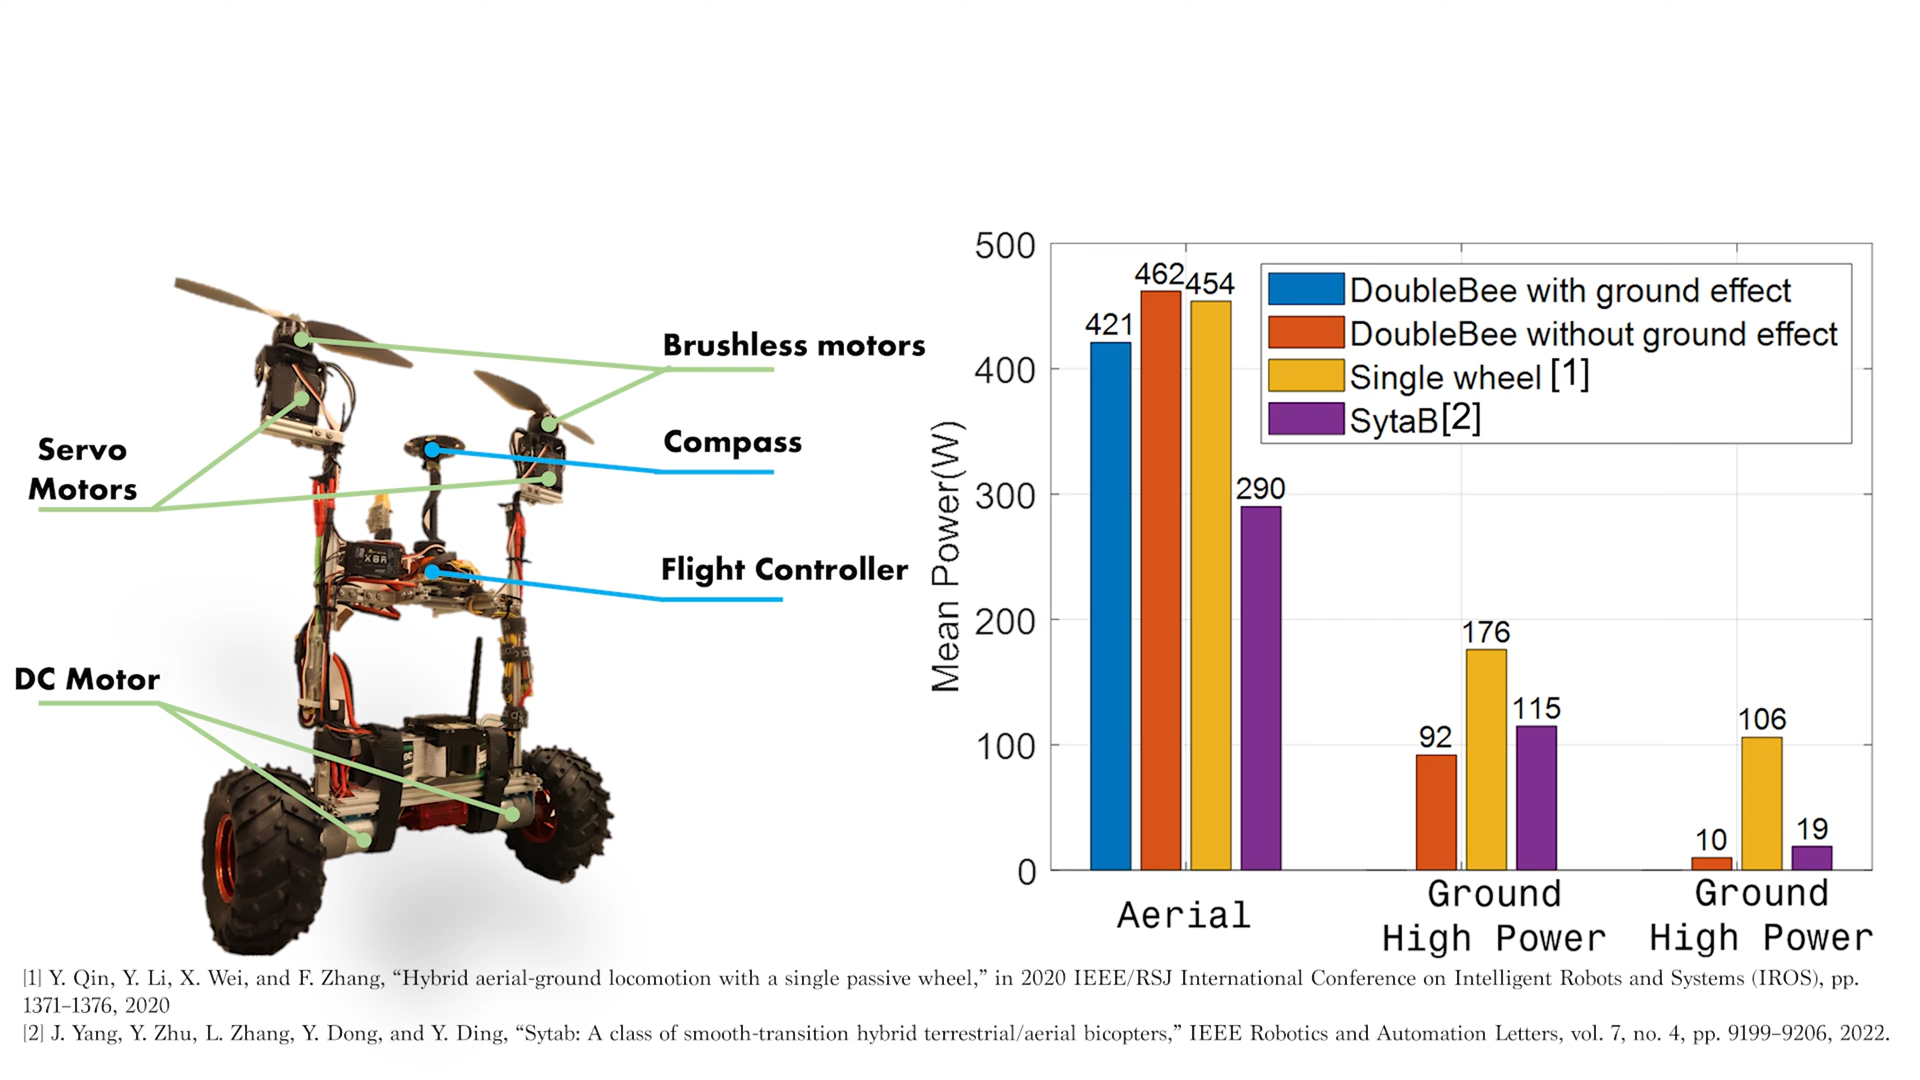 Brushless motors
Compass
Servo
Motors
Flight Controller
DC Motor
Mean Power(W)
500
400
300
200
100
0
DoubleBee with ground effect
DoubleBee without ground effect
Single wheel [1]
SytaB[2]
421
462
454
290
92
176
115
10
106
19
Aerial
Ground
High Power
Ground
High Power
[1] Y. Qin, Y. Li, X. Wei, and F. Zhang, “Hybrid aerial-ground locomotion with a single passive wheel,” in 2020 IEEE/RSJ International Conference on Intelligent Robots and Systems (IROS), pp.
1371–1376, 2020
[2] J. Yang, Y. Zhu, L. Zhang, Y. Dong, and Y. Ding, “Sytab: A class of smooth-transition hybrid terrestrial/aerial bicopters,” IEEE Robotics and Automation Letters, vol. 7, no. 4, pp. 9199–9206, 2022.